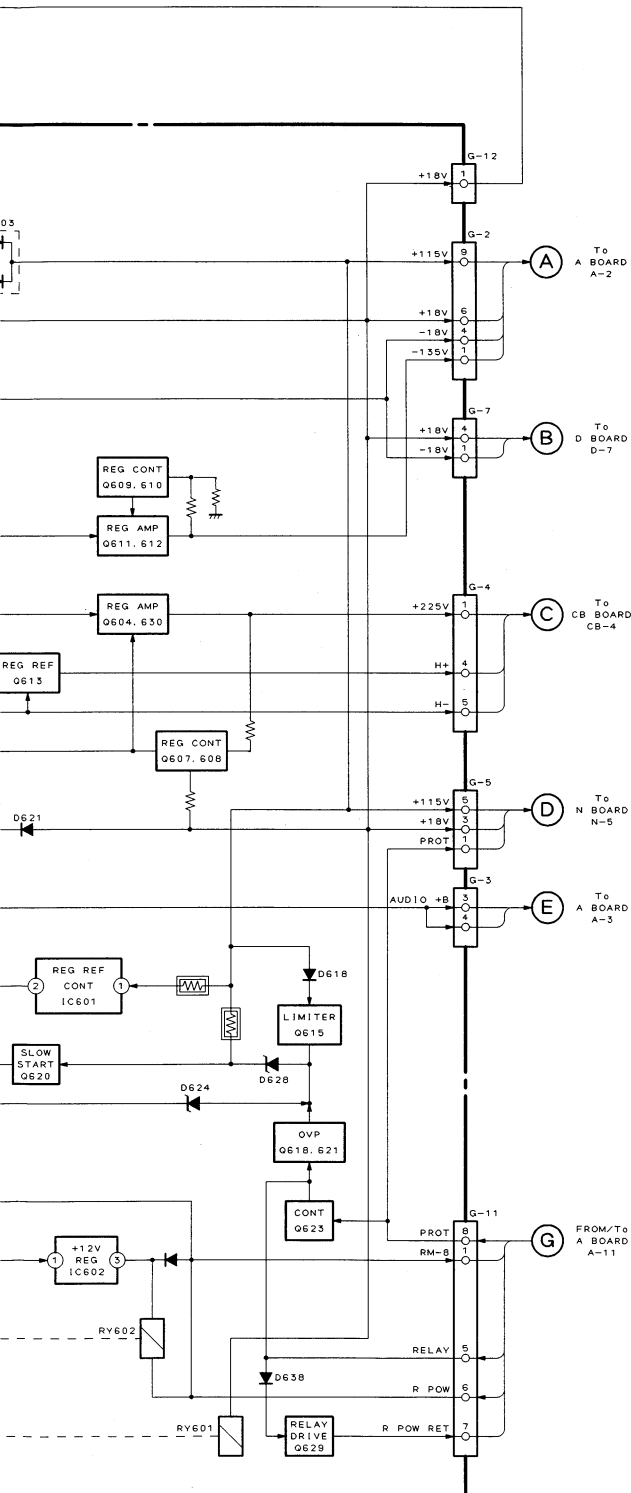 G-12
+18V 1
03
G-2
+115V 9
A
To
A BOARD
A-2
+18V 6
-18V 4
-135V 1
G-7
+18V 4
-18V 1
B
To
D BOARD
D-7
REG CONT
Q609.610
REG AMP
Q611.612
G-4
REG AMP
Q604.630
+225V 1
C
To
CB BOARD
CB-4
REG REF
Q613
H+ 4
H- 5
REG CONT
Q607.608
G-5
+115V 5
D
To
N BOARD
N-5
D621
+18V 3
PROT 1
G-3
AUDIO +B 3
4
E
To
A BOARD
A-3
REG REF
2 CONT 1
IC601
D618
LIMITER
Q615
SLOW
START
Q620
D628
D624
OVP
Q618.621
CONT
Q623
G-11
PROT 8
G
FROM/To
A BOARD
A-11
RM-8 1
+12V
1 REG 3
IC602
RY602
RELAY 5
D638
R POW 6
RY601
RELAY
DRIVE
Q629
R POW RET 7